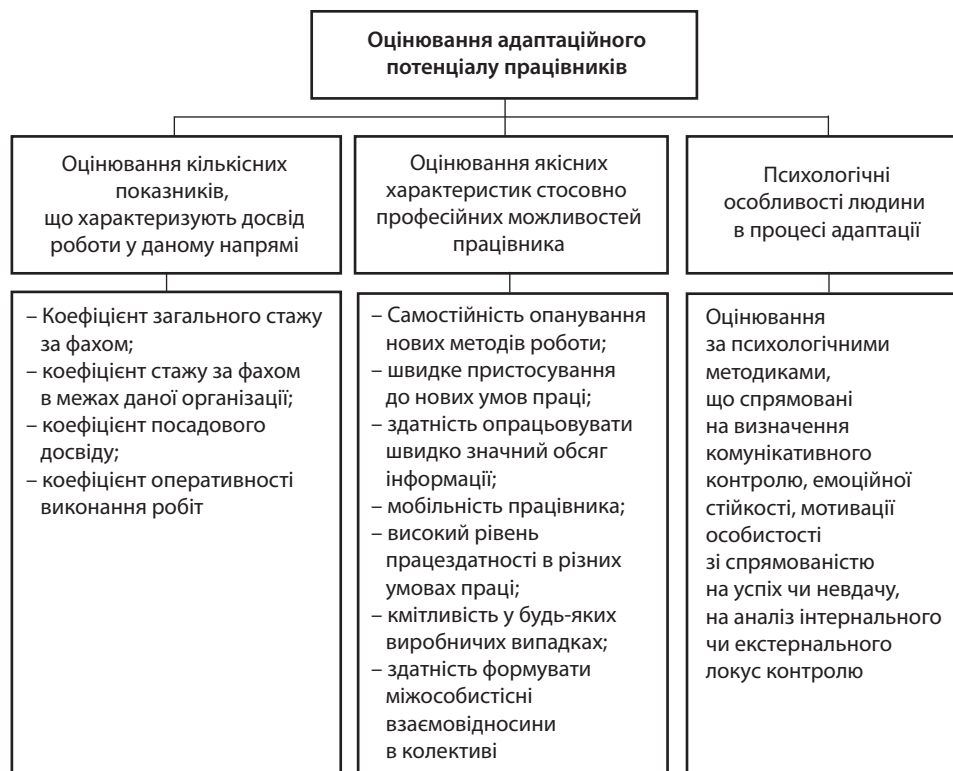 Оцінювання адаптаційного
потенціалу працівників
Оцінювання кількісних
показників,
що характеризують досвід
роботи у даному напрямі
Оцінювання якісних
характеристик стосовно
професійних можливостей
працівника
Психологічні
особливості людини
в процесі адаптації
– Коефіцієнт загального стажу
за фахом;
– коефіцієнт стажу за фахом
в межах даної організації;
– коефіцієнт посадового
досвіду;
– коефіцієнт оперативності
виконання робіт
– Самостійність опанування
нових методів роботи;
– швидке пристосування
до нових умов праці;
– здатність опрацьовувати
швидко значний обсяг
інформації;
– мобільність працівника;
– високий рівень
працездатності в різних
умовах праці;
– кмітливість у будь-яких
виробничих випадках;
– здатність формувати
міжособистісні
взаємовідносини
в колективі
Оцінювання
за психологічними
методиками,
що спрямовані
на визначення
комунікативного
контролю, емоційної
стійкості, мотивації
особистості
зі спрямованістю
на успіх чи невдачу,
на аналіз інтернального
чи екстернального
локус контролю